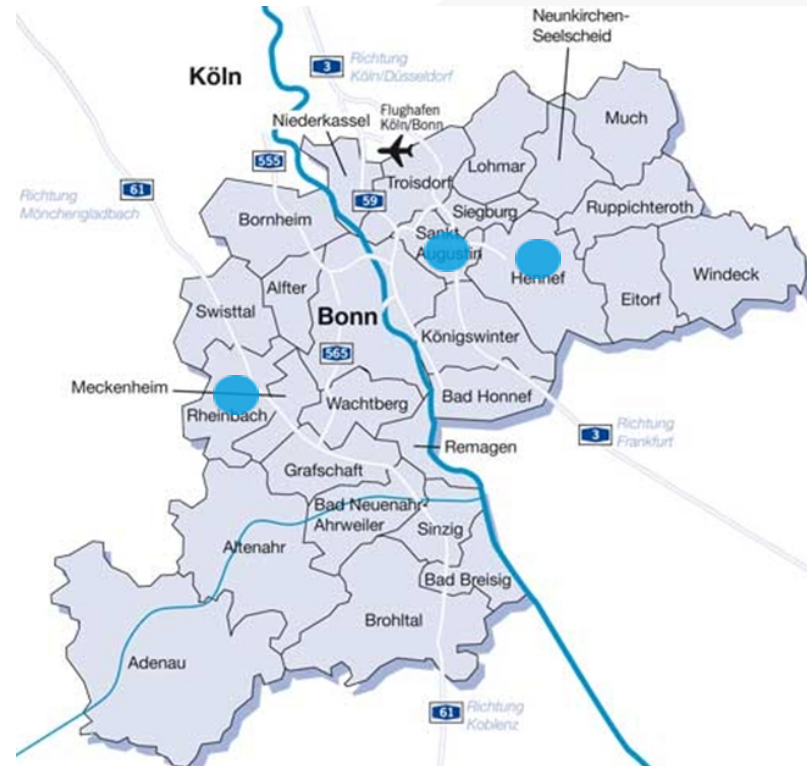 Neunkirchen-
Seelscheid
3
Richtung
Köln/Düsseldorf
Köln
Flughafen
Köln/Bonn
Niederkassel
Much
Lohmar
555
Troisdorf
61
Richtung
Mönchengladbach
59
Siegburg
Ruppichteroth
Bornheim
Sankt
Augustin
Hennef
Windeck
Alfter
Eitorf
Swisttal
Bonn
Königswinter
565
Meckenheim
Bad Honnef
Rheinbach
Wachtberg
3
Richtung
Frankfurt
Remagen
Grafschaft
Bad Neuenahr-
Ahrweiler
Sinzig
Altenahr
Bad Breisig
Brohltal
Adenau
61
Richtung
Koblenz